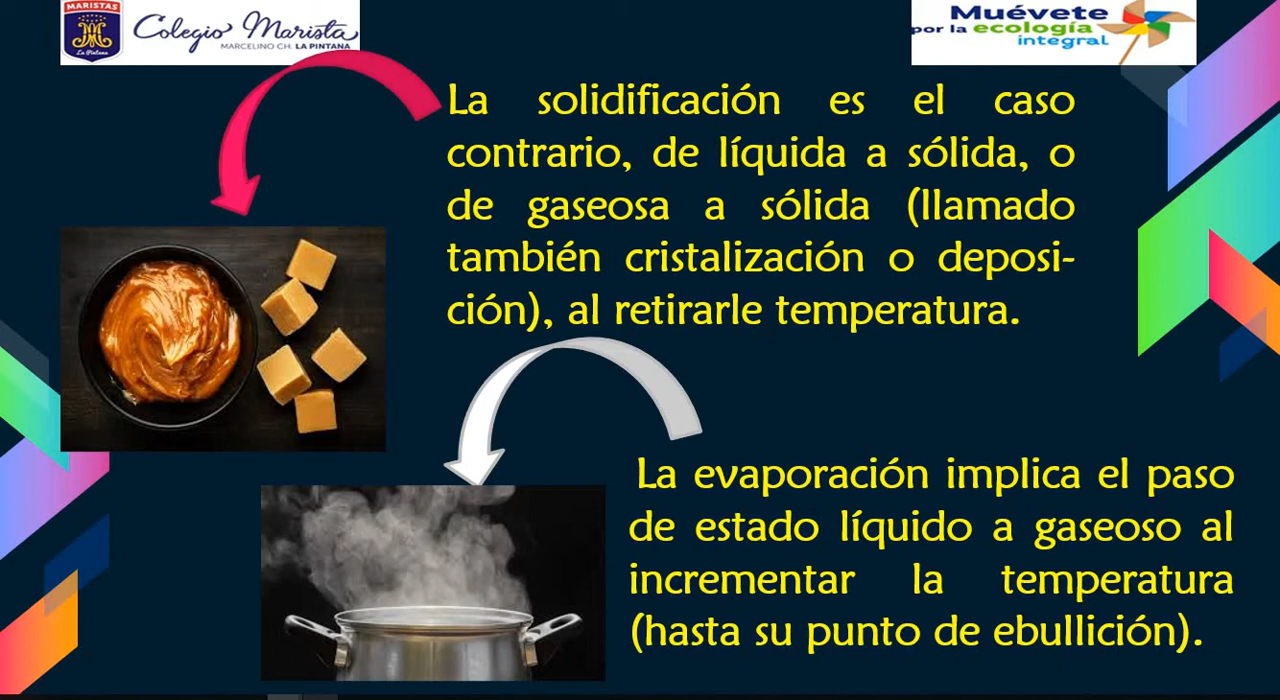 MARISTAS
La Pintana
Colegio Marista
MARCELINO CH. LA PINTANA
Muévete
por la ecología
integral
La solidificación es el caso
contrario, de líquida a sólida, o
de gaseosa a sólida (llamado
también cristalización o deposi-
ción), al retirarle temperatura.
La evaporación implica el paso
de estado líquido a gaseoso al
incrementar la temperatura
(hasta su punto de ebullición).